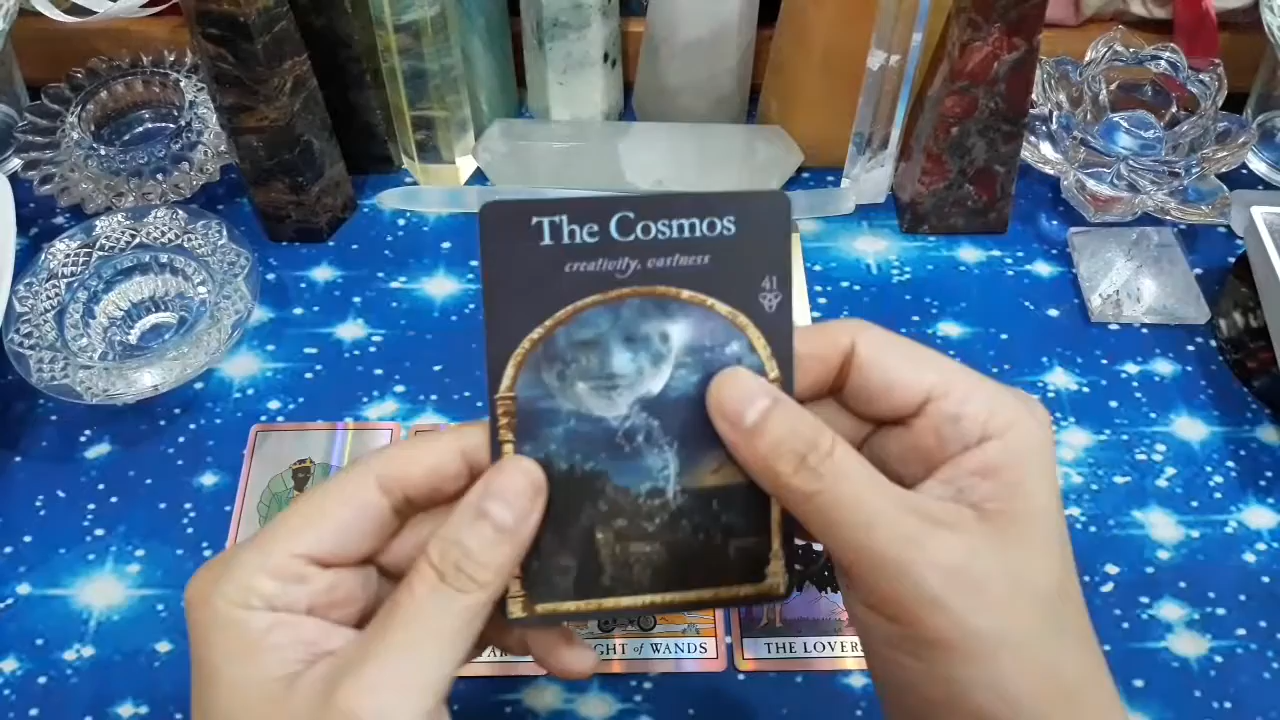 The Cosmos
creativity, vastness
41
GHT of WANDS
THE LOVERS